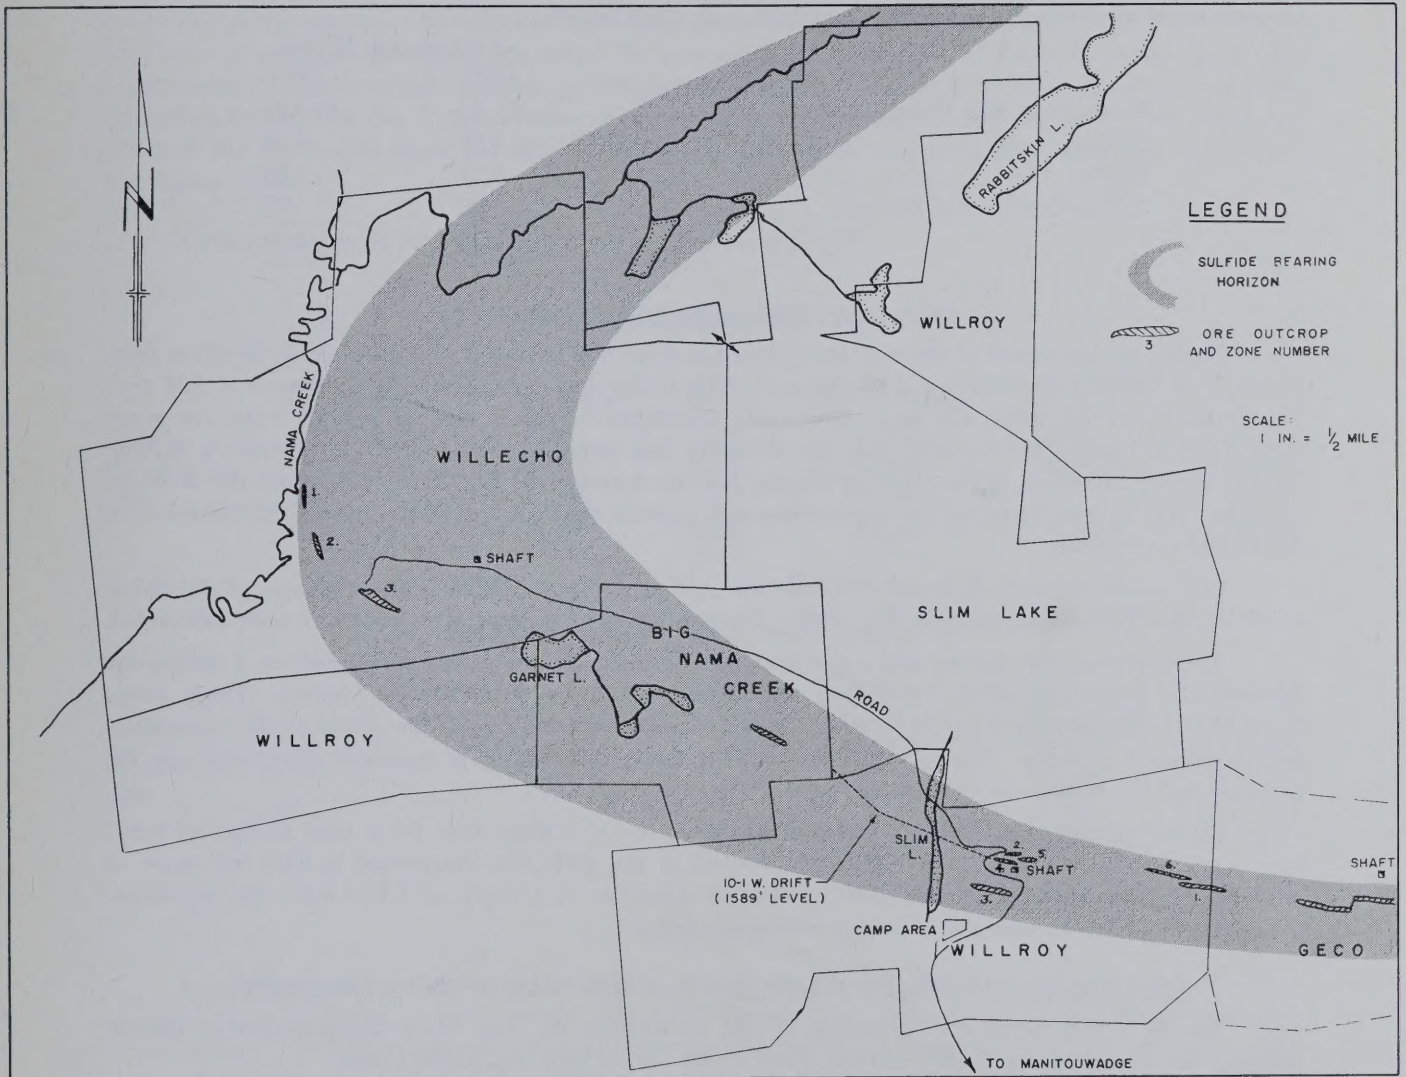 N
RABBITSKIN L.
LEGEND
SULFIDE BEARING
HORIZON
3
ORE OUTCROP
AND ZONE NUMBER
SCALE:
1 IN. = 1/2 MILE
WILLROY
NAMA CREEK
WILLECHO
1.
2.
SHAFT
3.
SLIM LAKE
BIG
NAMA
CREEK
GARNET L.
ROAD
WILLROY
SLIM
L.
2.
5.
4.
SHAFT
3.
6.
1.
SHAFT
10-1 W. DRIFT
(1589' LEVEL)
CAMP AREA
WILLROY
GECO
TO MANITOUWADGE